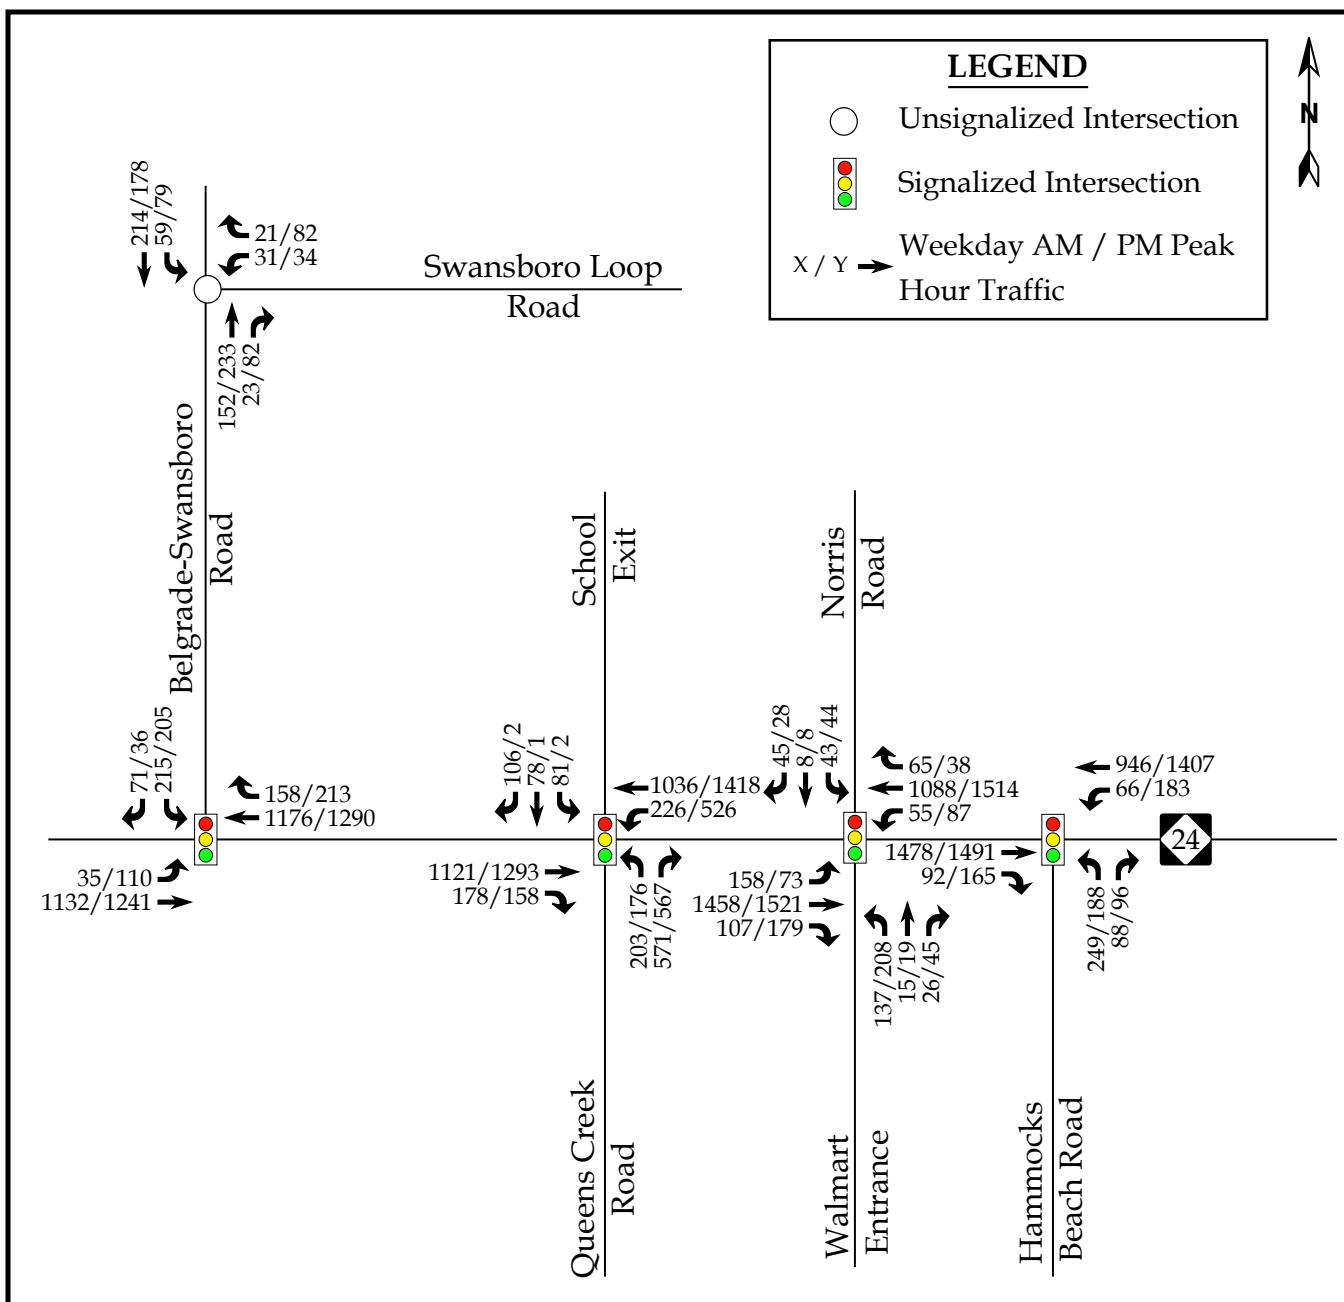 LEGEND
Unsignalized Intersection
Signalized Intersection
X / Y
Weekday AM / PM Peak
Hour Traffic
N
214/178
59/79
21/82
31/34
Swansboro Loop
Road
152/233
23/82
Belgrade-Swansboro
Road
School
Exit
Norris
Road
71/36
215/205
158/213
1176/1290
35/110
1132/1241
106/2
78/1
81/2
1036/1418
226/526
1121/1293
178/158
203/176
571/567
45/28
8/8
43/44
65/38
1088/1514
55/87
158/73
1458/1521
107/179
137/208
15/19
26/45
946/1407
66/183
1478/1491
92/165
249/188
88/96
24
Queens Creek
Road
Walmart
Entrance
Hammocks
Beach Road